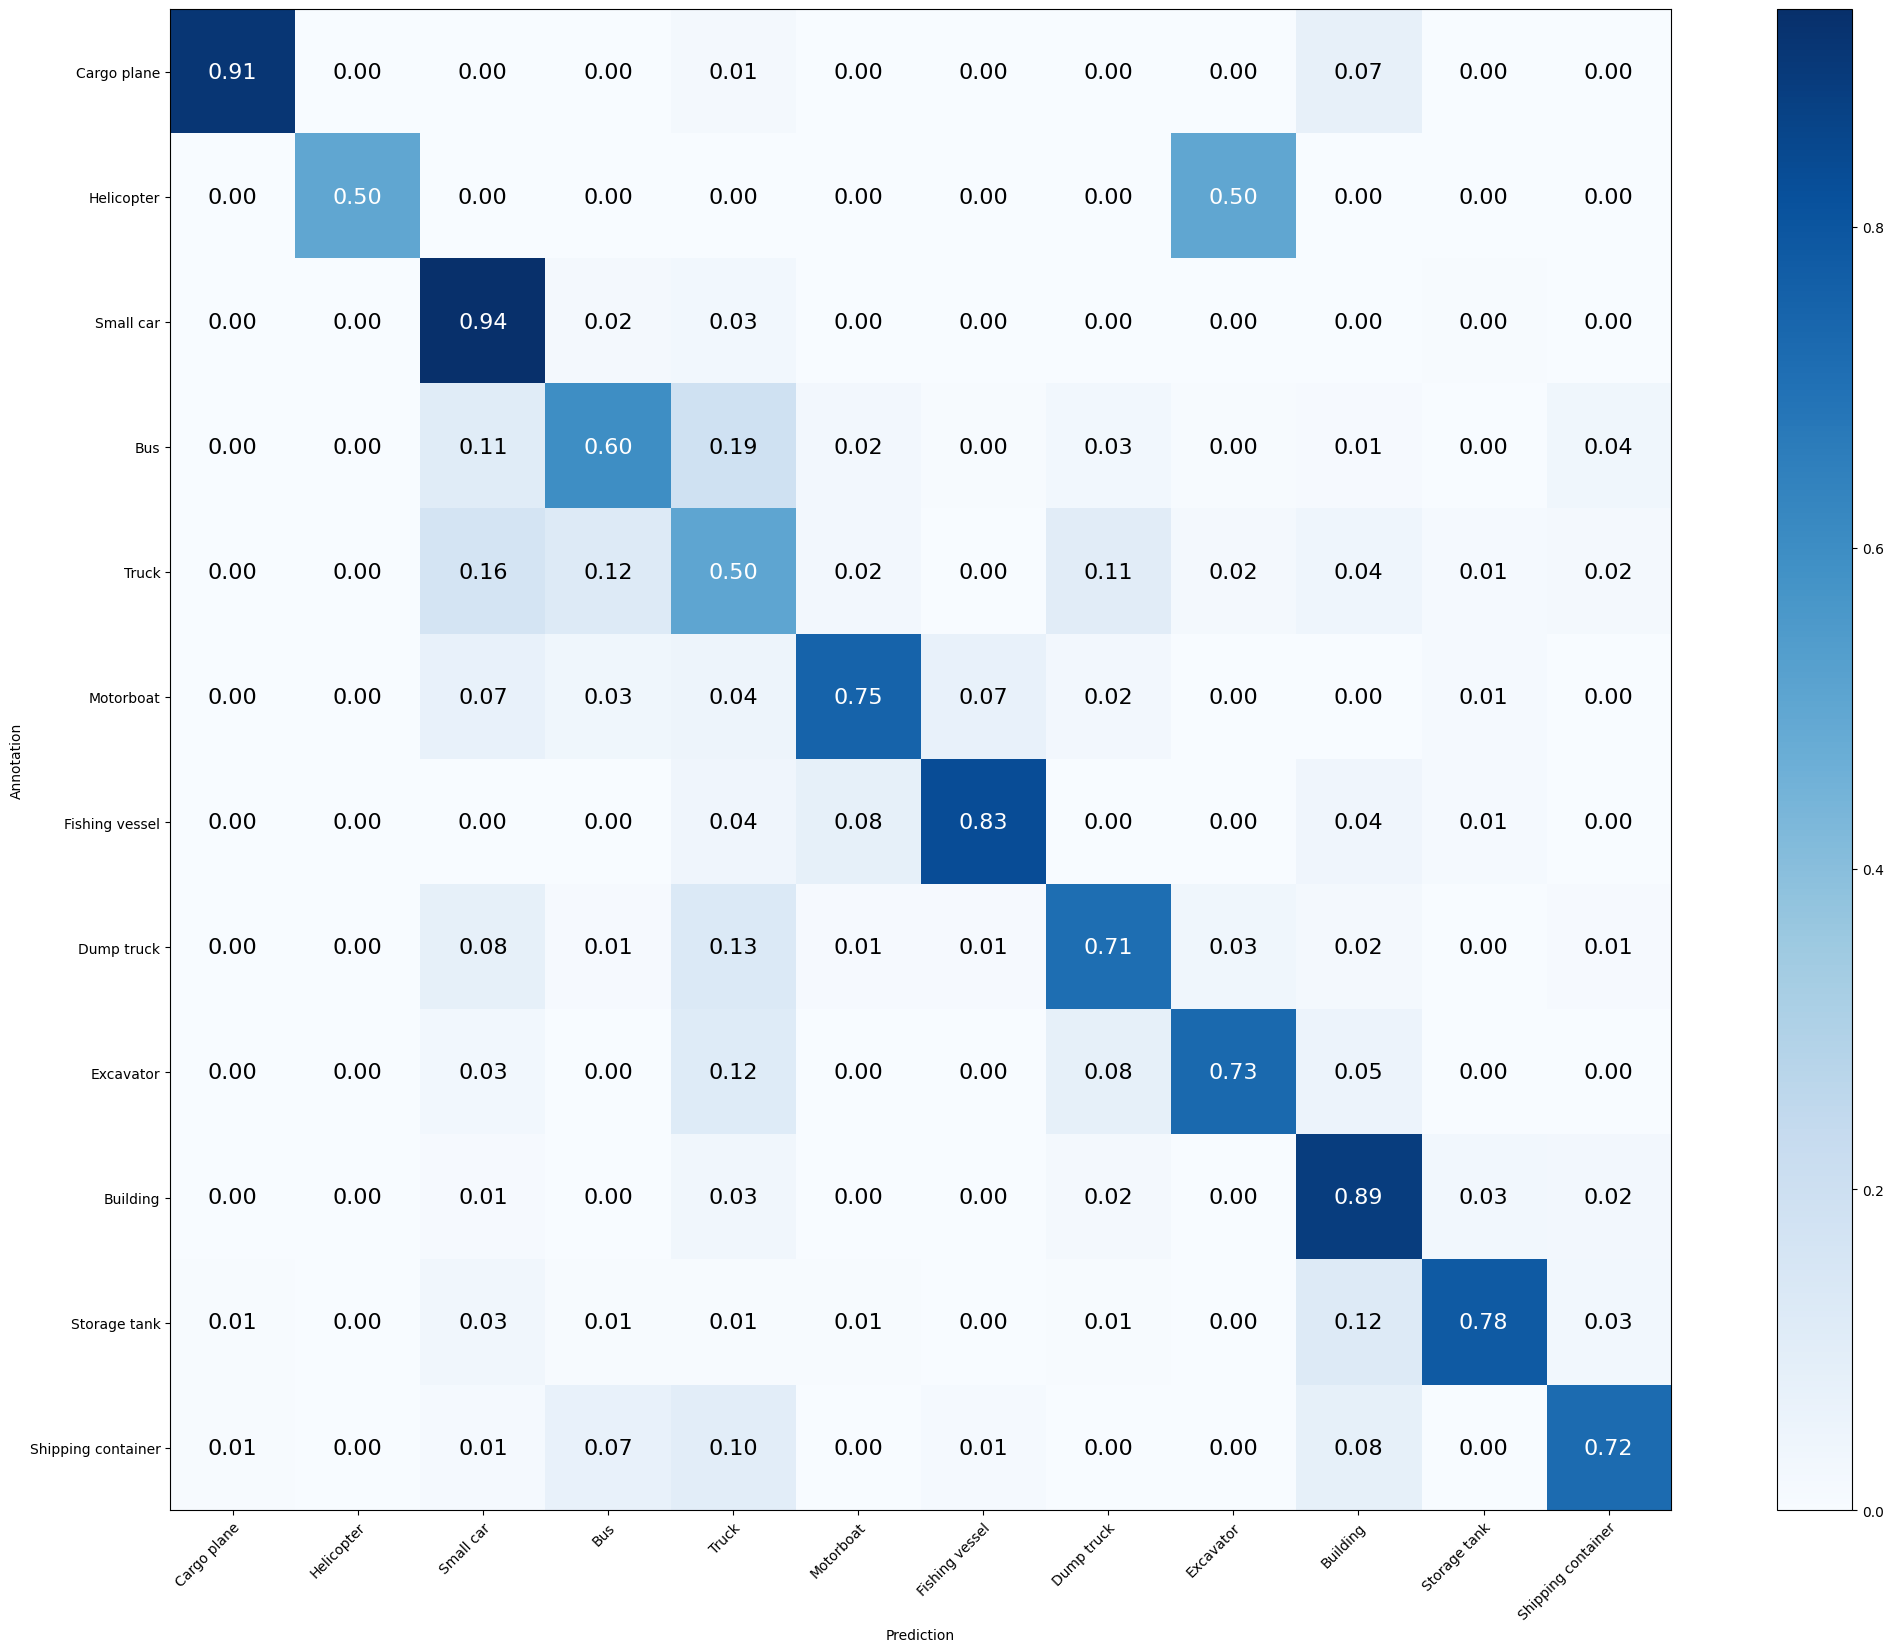 Cargo plane 0.91 0.00 0.00 0.00 0.01 0.00 0.00 0.00 0.00 0.07 0.00 0.00
Helicopter 0.00 0.50 0.00 0.00 0.00 0.00 0.00 0.00 0.50 0.00 0.00 0.00
0.8
Small car 0.00 0.00 0.94 0.02 0.03 0.00 0.00 0.00 0.00 0.00 0.00 0.00
Bus 0.00 0.00 0.11 0.60 0.19 0.02 0.00 0.03 0.00 0.01 0.00 0.04
0.6
Truck 0.00 0.00 0.16 0.12 0.50 0.02 0.00 0.11 0.02 0.04 0.01 0.02
Motorboat 0.00 0.00 0.07 0.03 0.04 0.75 0.07 0.02 0.00 0.00 0.01 0.00
Annotation
Fishing vessel 0.00 0.00 0.00 0.00 0.04 0.08 0.83 0.00 0.00 0.04 0.01 0.00
0.4
Dump truck 0.00 0.00 0.08 0.01 0.13 0.01 0.01 0.71 0.03 0.02 0.00 0.01
Excavator 0.00 0.00 0.03 0.00 0.12 0.00 0.00 0.08 0.73 0.05 0.00 0.00
0.2
Building 0.00 0.00 0.01 0.00 0.03 0.00 0.00 0.02 0.00 0.89 0.03 0.02
Storage tank 0.01 0.00 0.03 0.01 0.01 0.01 0.00 0.01 0.00 0.12 0.78 0.03
Shipping container 0.01 0.00 0.01 0.07 0.10 0.00 0.01 0.00 0.00 0.08 0.00 0.72
0.0
Cargo plane Helicopter Small car Bus Truck Motorboat Fishing vessel Dump truck Excavator Building Storage tank Shipping container
Prediction